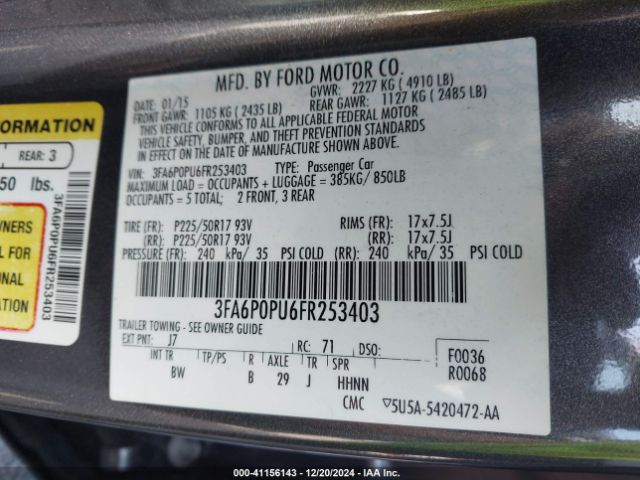 MFD. BY FORD MOTOR CO.
DATE: 01/15 GVWR: 2227 KG ( 4910 LB)
FRONT GAWR: 1105 KG ( 2435 LB) REAR GAWR: 1127 KG ( 2485 LB)
THIS VEHICLE CONFORMS TO ALL APPLICABLE FEDERAL MOTOR
VEHICLE SAFETY, BUMPER, AND THEFT PREVENTION STANDARDS
IN EFFECT ON THE DATE OF MANUFACTURE SHOWN ABOVE.
VIN: 3FA6P0PU6FR253403 TYPE: Passenger Car
MAXIMUM LOAD = OCCUPANTS + LUGGAGE = 385KG/ 850LB
OCCUPANTS = 5 TOTAL; 2 FRONT, 3 REAR
TIRE (FR): P225/50R17 93V RIMS (FR): 17x7.5J
(RR): P225/50R17 93V (RR): 17x7.5J
PRESSURE (FR): 240 kPa/ 35 PSI COLD (RR): 240 kPa/ 35 PSI COLD
3FA6P0PU6FR253403
TRAILER TOWING - SEE OWNER GUIDE
EXT PNT: J7 RC: 71 DSO:
INT TR TP/PS R AXLE TR SPR
BW B 29 J HHNN
F0036
R0068
CMC ▽5U5A-5420472-AA
ORMATION
REAR: 3
50 lbs.
WNERS
FOR
ONAL
ION
3FA6P0PU6FR253403
000-41156143 - 12/20/2024 - IAA Inc.